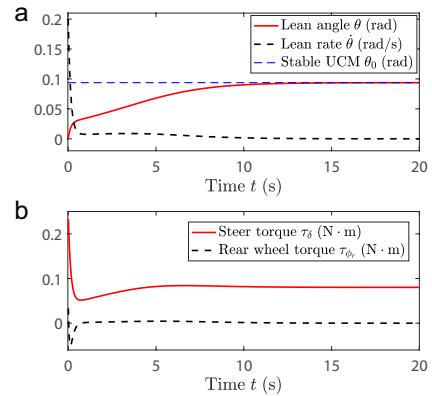 a
0.2
0.15
0.1
0.05
0
Lean angle θ (rad)
Lean rate θ̇ (rad/s)
Stable UCM θ₀ (rad)
0 5 10 15 20
Time t (s)
b
0.2
0.1
0
Steer torque τ_δ (N · m)
Rear wheel torque τ_ϕᵣ (N · m)
0 5 10 15 20
Time t (s)